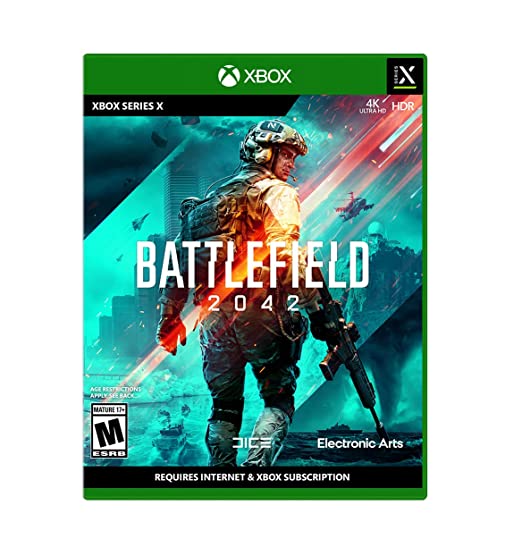 XBOX
SERIES X
XBOX SERIES X
4K HDR
ULTRA HD
N
BATTLEFIELD
2042
AGE RESTRICTIONS
APPLY. SEE BACK.
MATURE 17+
M
ESRB
DICE
Electronic Arts
REQUIRES INTERNET & XBOX SUBSCRIPTION